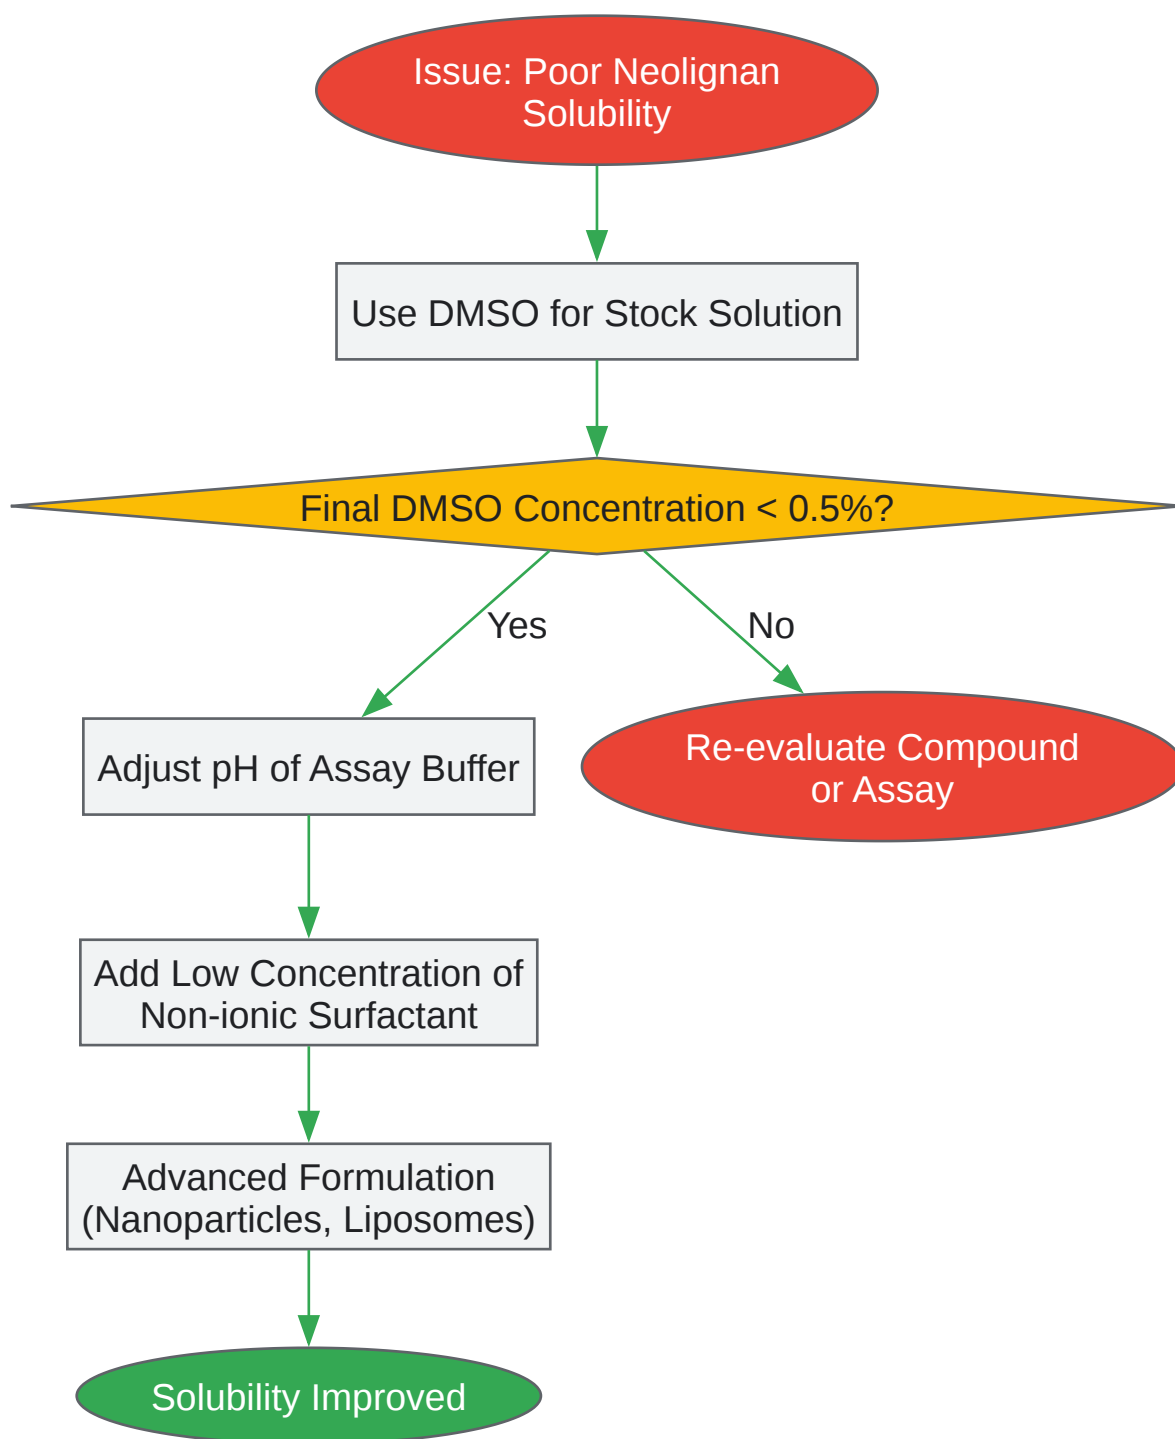 Issue: Poor Neolignan
Solubility
Use DMSO for Stock Solution
Final DMSO Concentration < 0.5%?
Yes
No
Adjust pH of Assay Buffer
Re-evaluate Compound
or Assay
Add Low Concentration of
Non-ionic Surfactant
Advanced Formulation
(Nanoparticles, Liposomes)
Solubility Improved